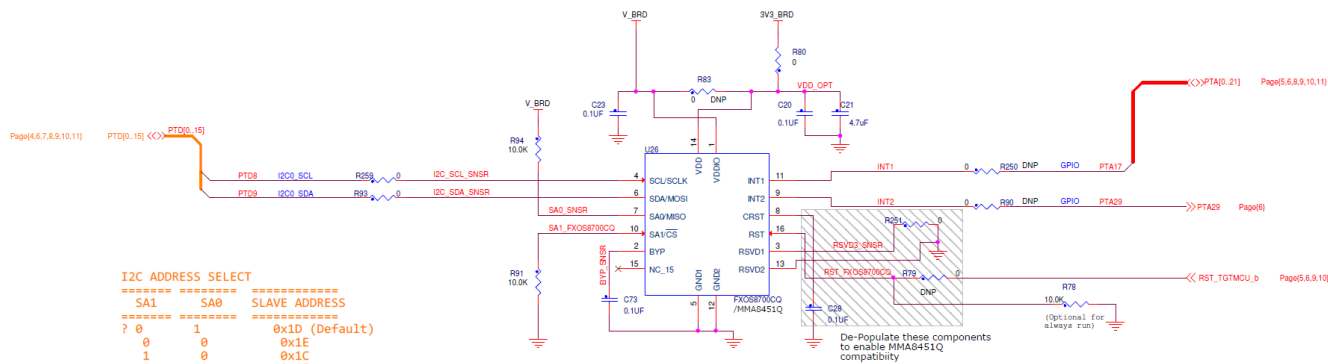 V_BRD
3V3_BRD
R80
0
R83
0 DNP
VDD_OPT
C23
0.1UF
C20
0.1UF
C21
4.7uF
PTA[0..21] Page{5,6,8,9,10,11}
V_BRD
Page{4,6,7,8,9,10,11} PTD[0..15] PTD[0..15]
R94
10.0K
U26
14
1
VDD
VDDIO
PTD8 I2C0_SCL R259 0 I2C_SCL_SNSR 4 SCL/SCLK INT1 11 INT1 0 R250 DNP GPIO PTA17
PTD9 I2C0_SDA R93 0 I2C_SDA_SNSR 6 SDA/MOSI INT2 9 INT2 0 R90 DNP GPIO PTA29 PTA29 Page{6}
SA0_SNSR 7 SA0/MISO CRST 8
SA1_FXOS8700CQ 10 SA1/CS RST 16
R251 0
2 BYP RSVD1 3 RSVD3_SNSR
15 NC_15 RSVD2 13
BYP_SNSR
RST_FXOS8700CQ R79 0 RST_TGTMCU_b Page{5,6,9,10}
DNP
R91
10.0K
GND1
GND2
5
12
FXOS8700CQ
/MMA8451Q
C73
0.1UF
C28
0.1UF
R78
10.0K
(Optional for
always run)
De-Populate these components
to enable MMA8451Q
compatibiity
I2C ADDRESS SELECT
======= ======== ============
SA1 SA0 SLAVE ADDRESS
======= ======== ============
? 0 1 0x1D (Default)
0 0 0x1E
1 0 0x1C